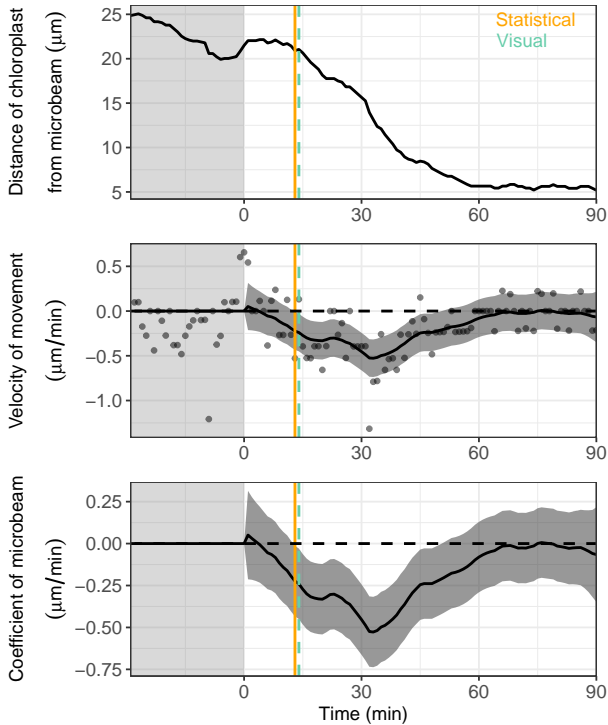 Distance of chloroplast
from microbeam (μm)
25
20
15
10
5
Statistical
Visual
0
30
60
90
Velocity of movement
(μm/min)
0.5
0.0
−0.5
−1.0
0
30
60
90
Coefficient of microbeam
(μm/min)
0.25
0.00
−0.25
−0.50
−0.75
0
30
60
90
Time (min)